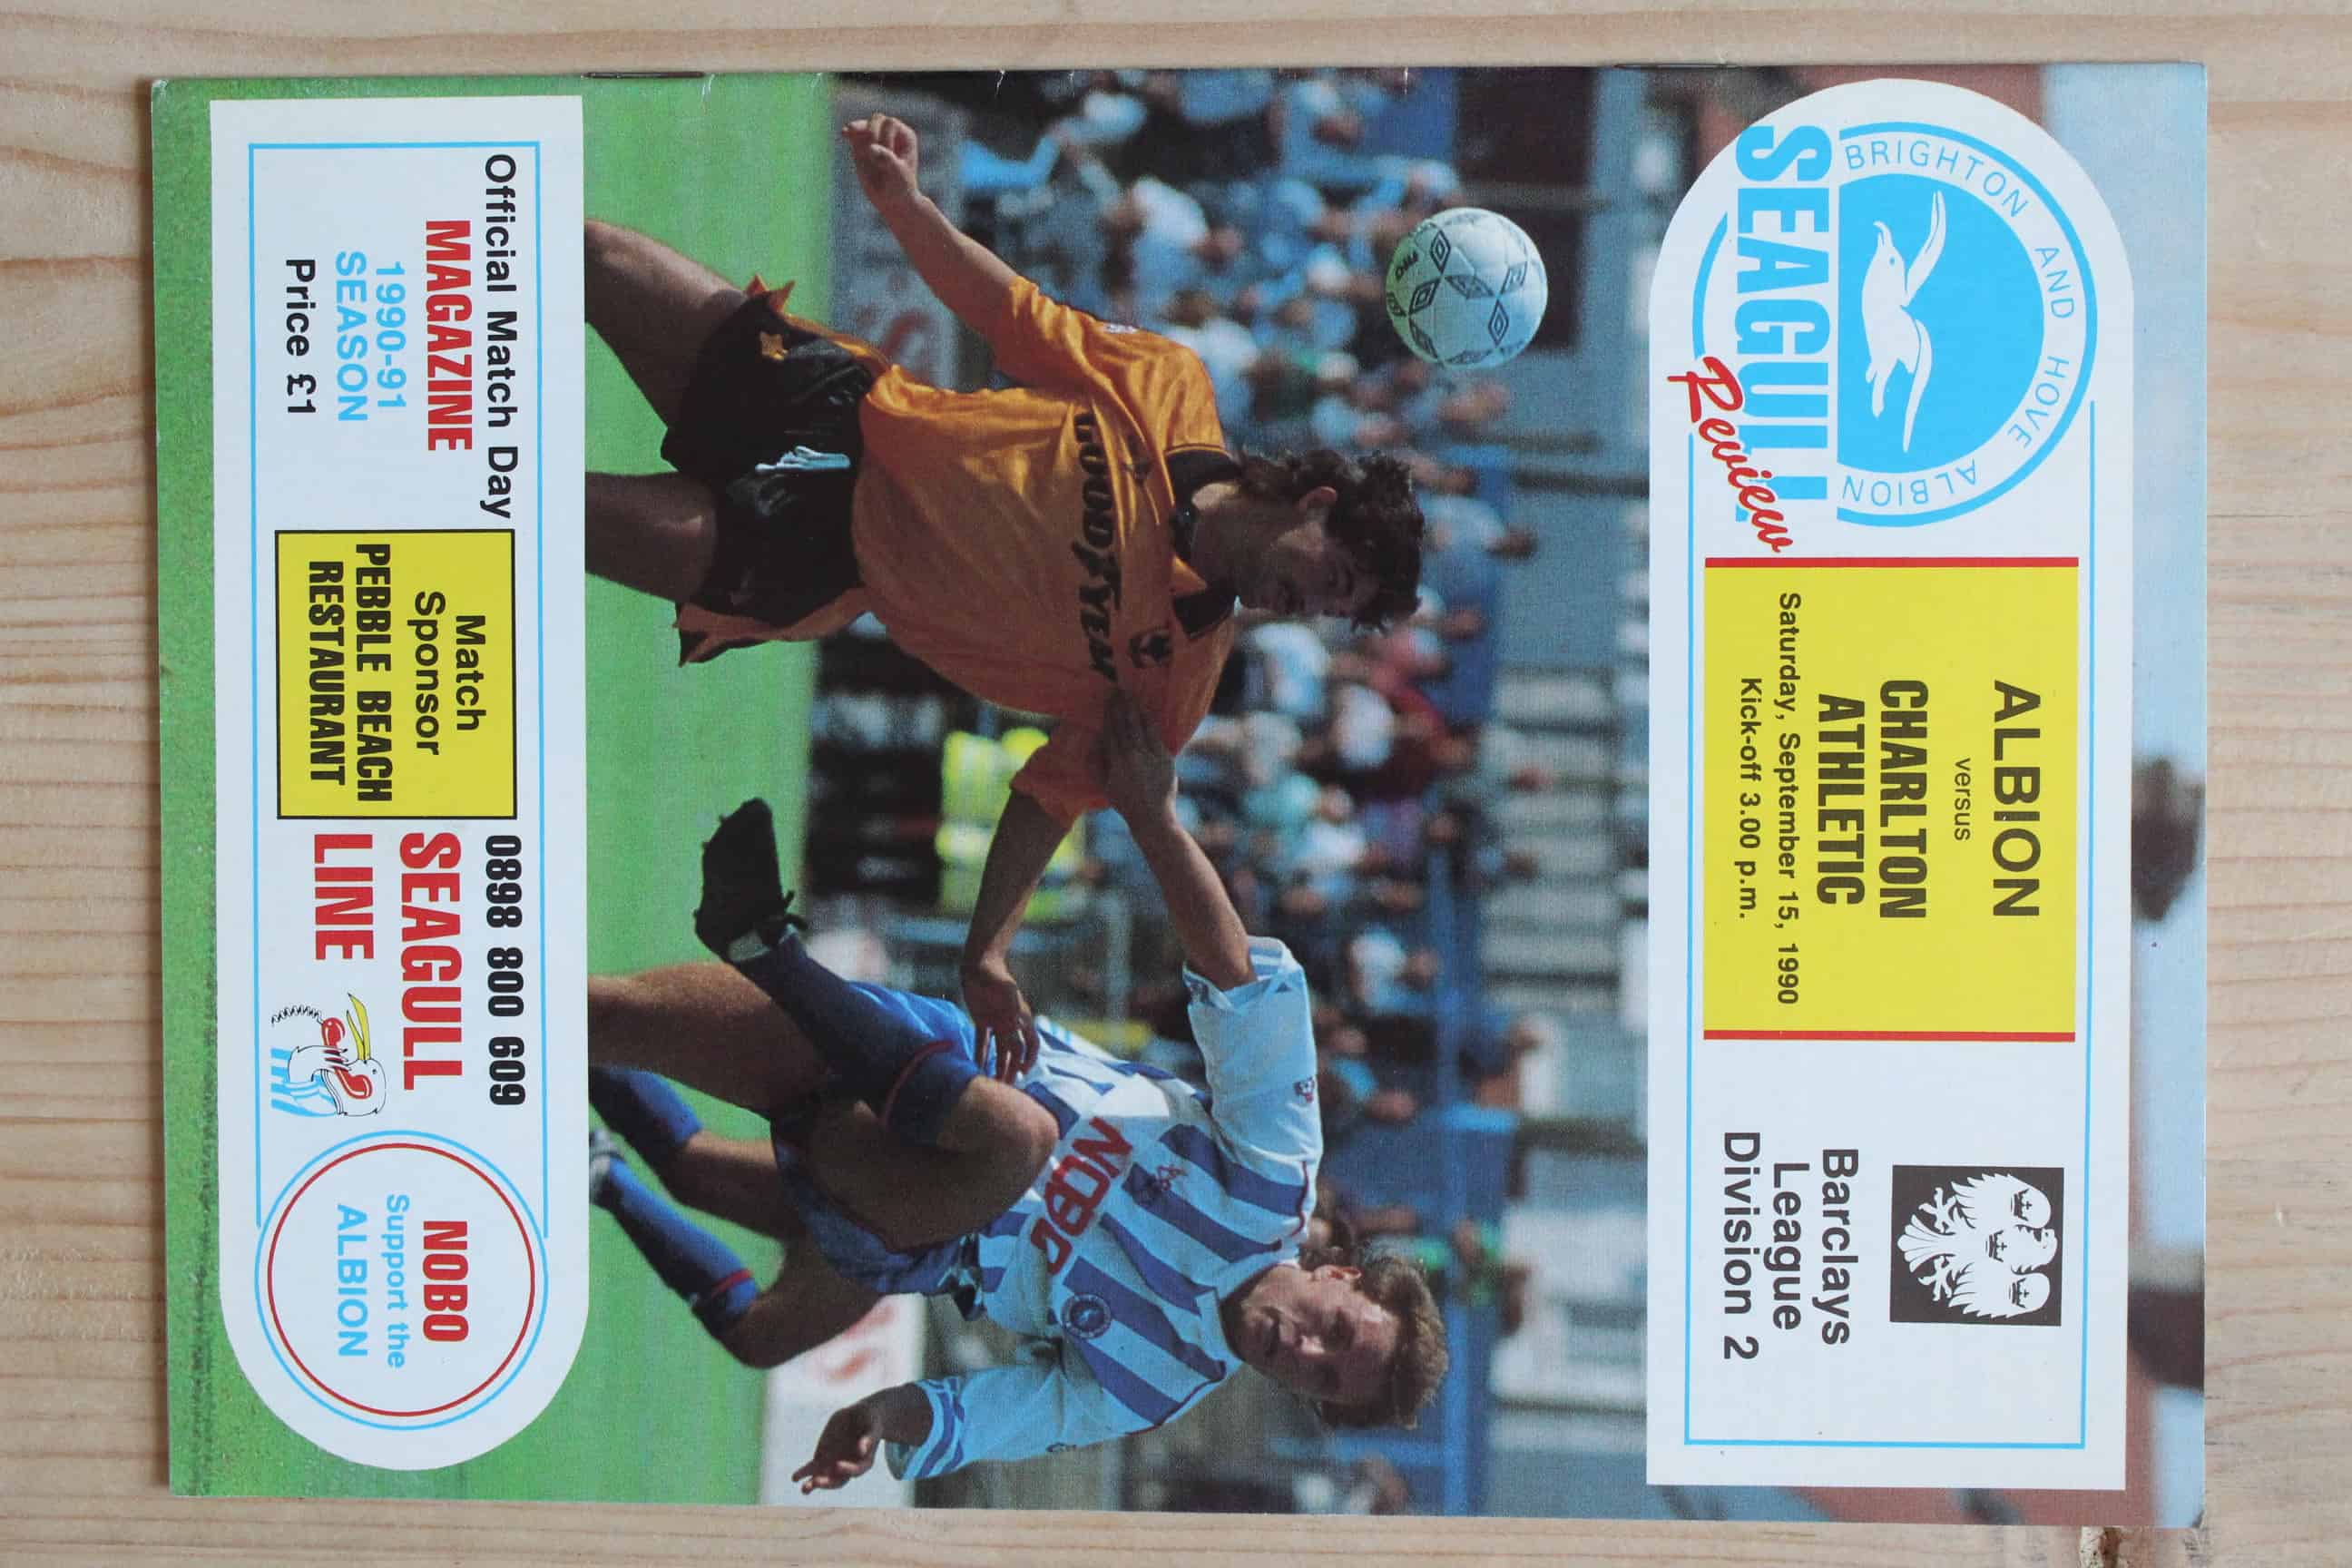 BRIGHTON AND HOVE ALBION
SEAGULL
Review
ALBION
versus
CHARLTON
ATHLETIC
Saturday, September 15, 1990
Kick-off 3.00 p.m.
Barclays
League
Division 2
GOODYEAR
NOBO
Official Match Day
MAGAZINE
1990-91
SEASON
Price £1
Match
Sponsor
PEBBLE BEACH
RESTAURANT
0898 800 609
SEAGULL
LINE
NOBO
Support the
ALBION